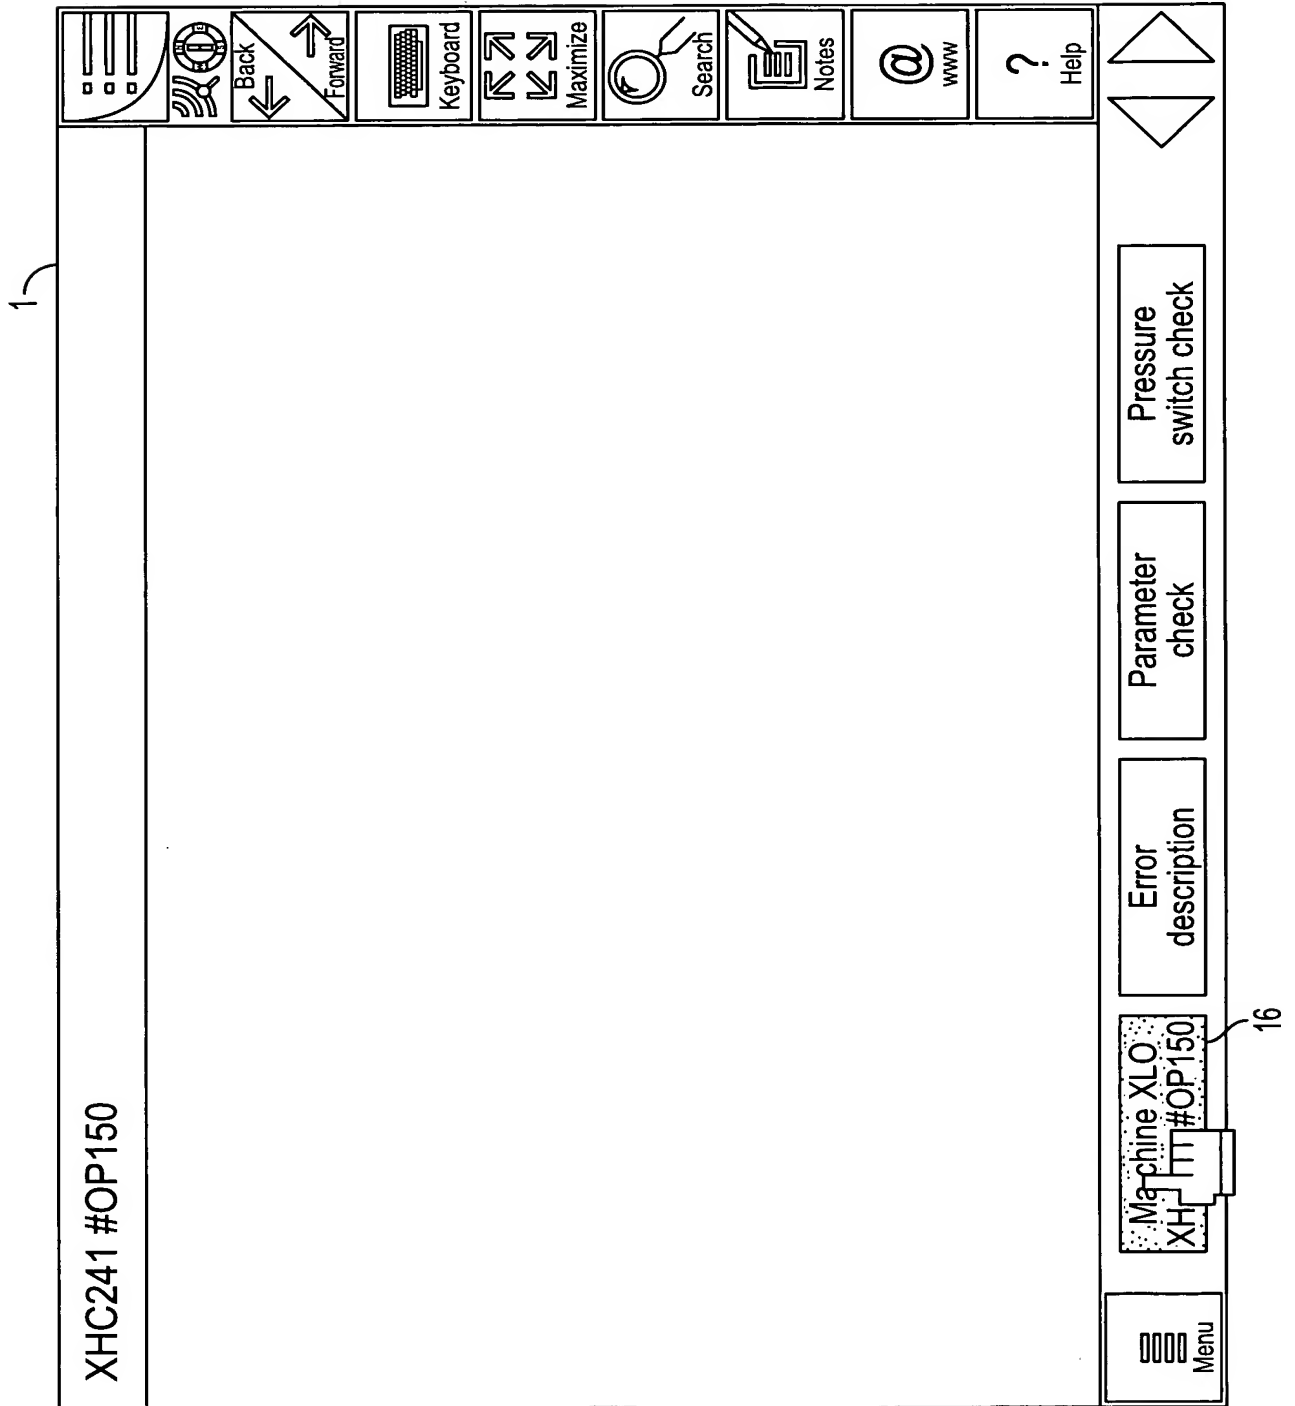 1
XHC241 #OP150
Back
Forward
Keyboard
Maximize
Search
Notes
@
www
?
Help
Menu
Machine XLO
XH #OP150
16
Error
description
Parameter
check
Pressure
switch check